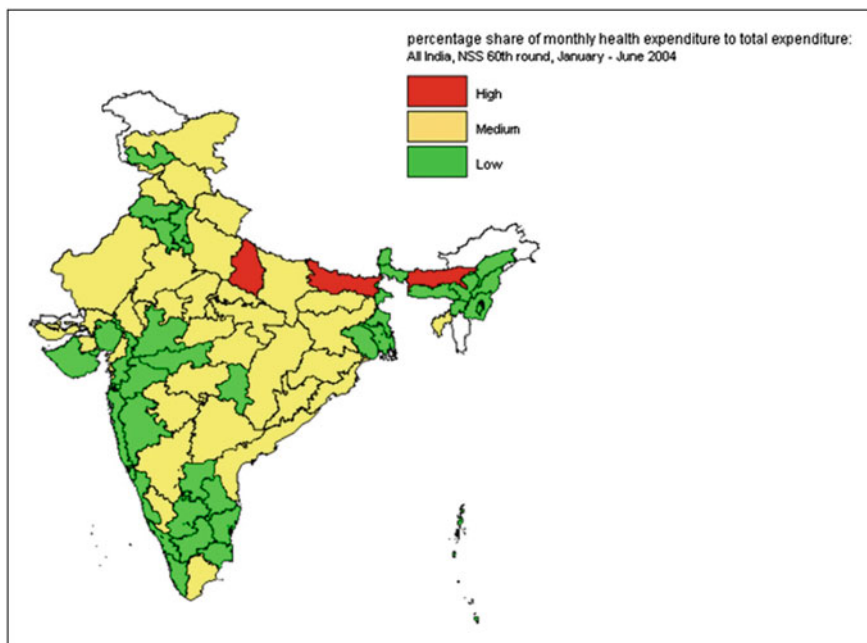 percentage share of monthly health expenditure to total expenditure:
All India, NSS 60th round, January - June 2004
High
Medium
Low